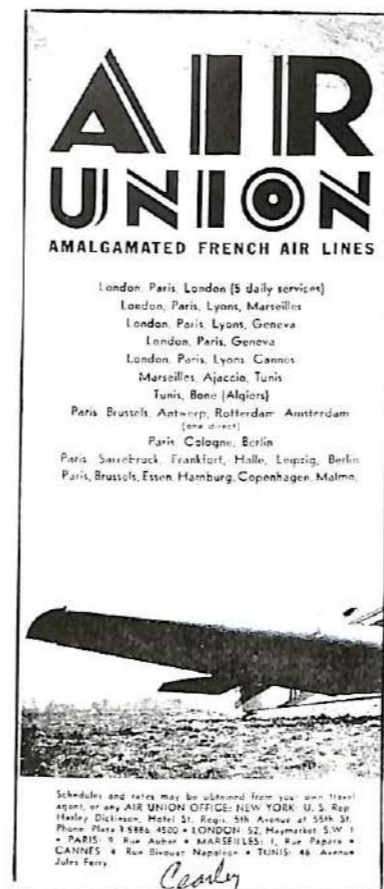 AIR
UNION
AMALGAMATED FRENCH AIR LINES
London, Paris, London (5 daily services)
London, Paris, Lyons, Marseilles
London, Paris, Lyons, Geneva
London, Paris, Geneva
London, Paris, Lyons, Cannes
Marseilles, Ajaccio, Tunis
Tunis, Bone (Algiers)
Paris, Brussels, Antwerp, Rotterdam, Amsterdam
(one direct)
Paris, Cologne, Berlin
Paris, Sarrebruck, Frankfort, Halle, Leipzig, Berlin
Paris, Brussels, Essen, Hamburg, Copenhagen, Malmo,
Schedules and rates may be obtained from your own travel
agent, or any AIR UNION OFFICE: NEW YORK: U. S. Rep
Harley Dickinson, Hotel St. Regis, 5th Avenue at 55th St.
Phone Plaza 4500 • LONDON: 52, Haymarket, S.W. 1
• PARIS: 9, Rue Auber • MARSEILLES: 1, Rue Papere •
CANNES 4 Rue Bivouac Napoleon • TUNIS: 46 Avenue
Jules Ferry